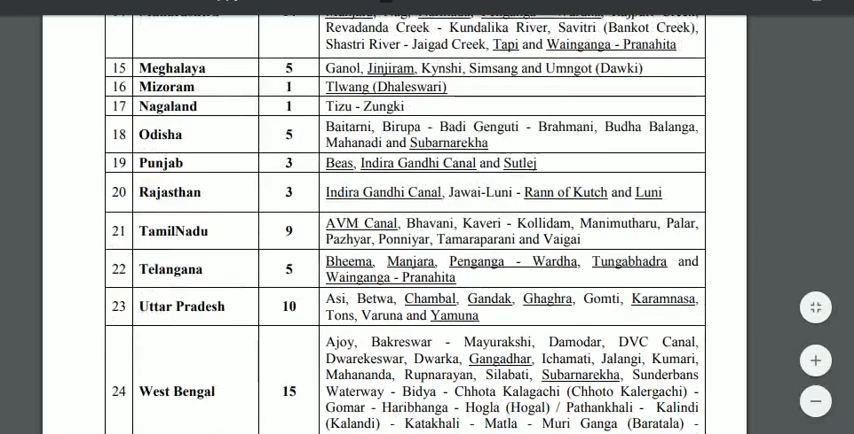 Revadanda Creek - Kundalika River, Savitri (Bankot Creek),
Shastri River - Jaigad Creek, Tapi and Wainganga - Pranahita
15 Meghalaya 5 Ganol, Jinjiram, Kynshi, Simsang and Umngot (Dawki)
16 Mizoram 1 Tlwang (Dhaleswari)
17 Nagaland 1 Tizu - Zungki
18 Odisha 5 Baitarni, Birupa - Badi Genguti - Brahmani, Budha Balanga,
Mahanadi and Subarnarekha
19 Punjab 3 Beas, Indira Gandhi Canal and Sutlej
20 Rajasthan 3 Indira Gandhi Canal, Jawai-Luni - Rann of Kutch and Luni
21 TamilNadu 9 AVM Canal, Bhavani, Kaveri - Kollidam, Manimutharu, Palar,
Pazhyar, Ponniyar, Tamaraparani and Vaigai
22 Telangana 5 Bheema, Manjara, Penganga - Wardha, Tungabhadra and
Wainganga - Pranahita
23 Uttar Pradesh 10 Asi, Betwa, Chambal, Gandak, Ghaghra, Gomti, Karamnasa,
Tons, Varuna and Yamuna
24 West Bengal 15 Ajoy, Bakreswar - Mayurakshi, Damodar, DVC Canal,
Dwarekeswar, Dwarka, Gangadhar, Ichamati, Jalangi, Kumari,
Mahananda, Rupnarayan, Silabati, Subarnarekha, Sunderbans
Waterway - Bidya - Chhota Kalagachi (Chhoto Kalergachi) -
Gomar - Haribhanga - Hogla (Hogal) / Pathankhali - Kalindi
(Kalandi) - Katakhali - Matla - Muri Ganga (Baratala) -